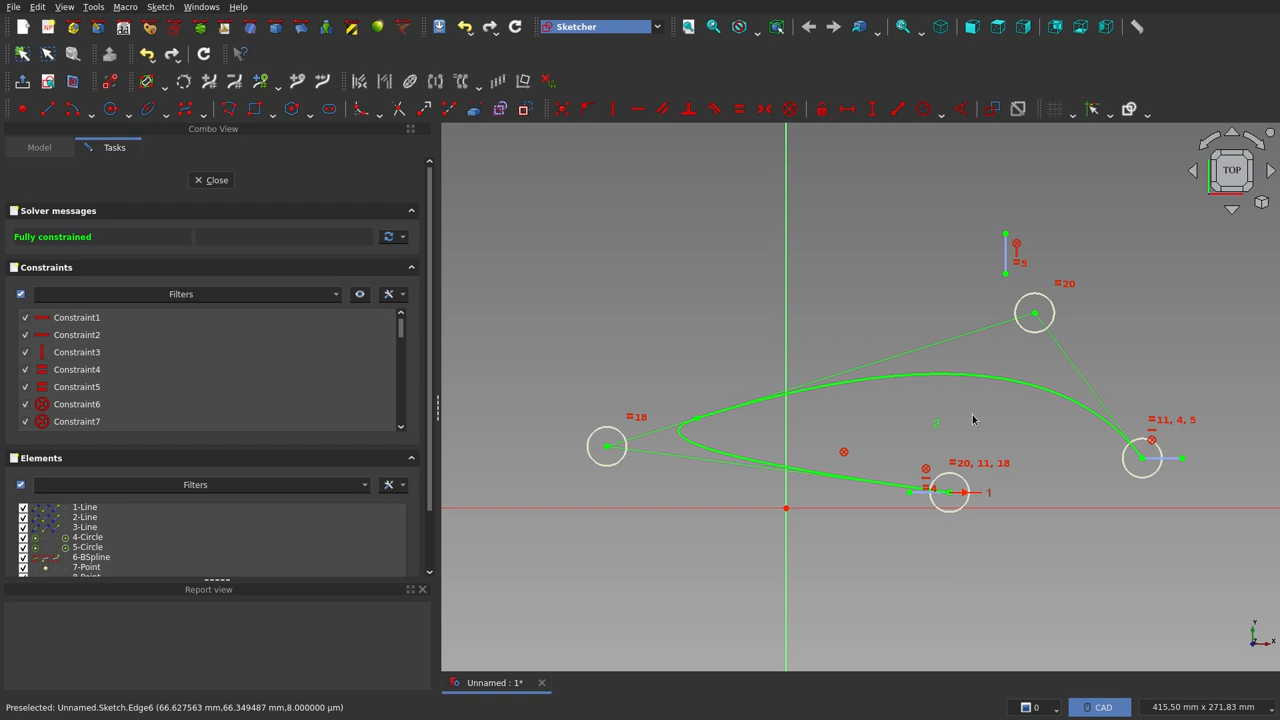 File Edit View Tools Macro Sketch Windows Help
Sketcher
Combo View
Model Tasks
Close
Solver messages
Fully constrained
Constraints
Filters
Constraint1
Constraint2
Constraint3
Constraint4
Constraint5
Constraint6
Constraint7
Elements
Filters
1-Line
2-Line
3-Line
4-Circle
5-Circle
6-BSpline
7-Point
Report view
TOP
=5
=20
=18
=11, 4, 5
2
=20, 11, 18
=4
1
Y
Z
X
Unnamed : 1*
Preselected: Unnamed.Sketch.Edge6 (66.627563 mm,66.349487 mm,8.000000 µm)
0
CAD
415,50 mm x 271,83 mm